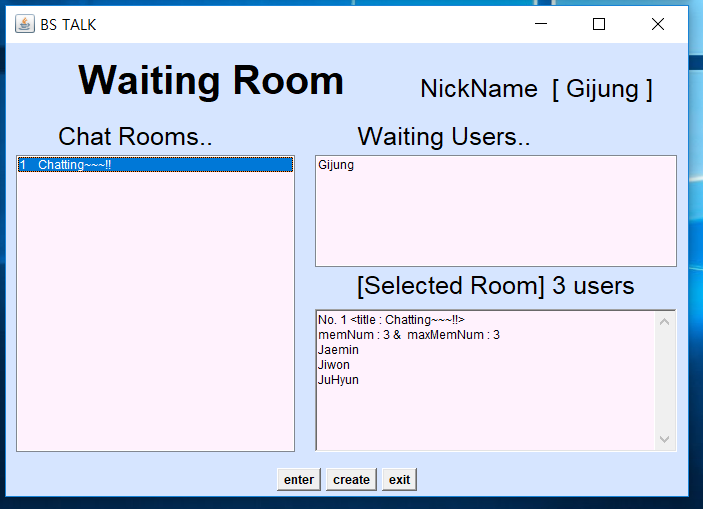 BS TALK
Waiting Room
NickName [ Gijung ]
Chat Rooms..
1 Chatting~~~!!
Waiting Users..
Gijung
[Selected Room] 3 users
No. 1 <title : Chatting~~~!!>
memNum : 3 & maxMemNum : 3
Jaemin
Jiwon
JuHyun
enter create exit